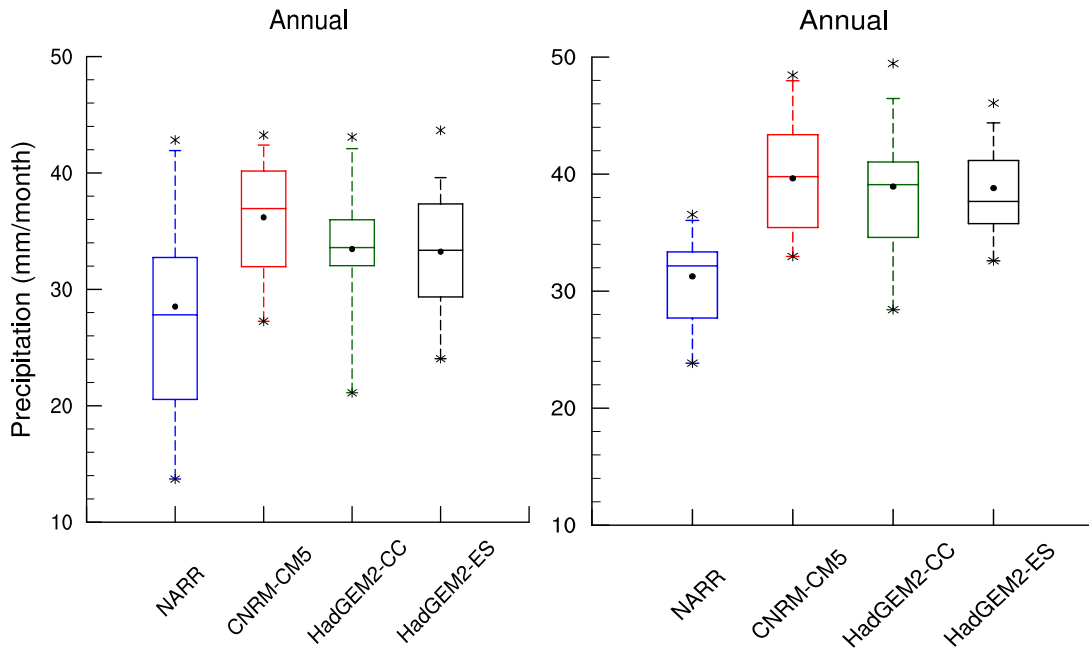 Annual
Precipitation (mm/month)
50
40
30
20
10
NARR
CNRM-CM5
HadGEM2-CC
HadGEM2-ES
Annual
50
40
30
20
10
NARR
CNRM-CM5
HadGEM2-CC
HadGEM2-ES